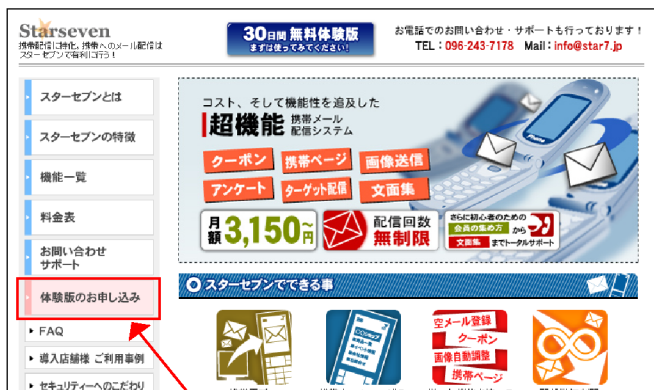 Starseven
携帯配信に特化。携帯へのメール配信は
スターセブンで有利に行う！
30日間 無料体験版
まずは使ってみてください！
お電話でのお問い合わせ・サポートも行っております！
TEL：096-243-7178 Mail：info@star7.jp
スターセブンとは
スターセブンの特徴
機能一覧
料金表
お問い合わせ
サポート
体験版のお申し込み
FAQ
導入店舗様 ご利用事例
セキュリティーへのこだわり
コスト、そして機能性を追及した
超機能 携帯メール
配信システム
クーポン 携帯ページ 画像送信
アンケート ターゲット配信 文面集
月額 3,150円
配信回数
無制限
さらに初心者のための
会員の集め方 から
文面集 までトータルサポート
スターセブンでできる事
空メール登録
クーポン
画像自動調整
携帯ページ